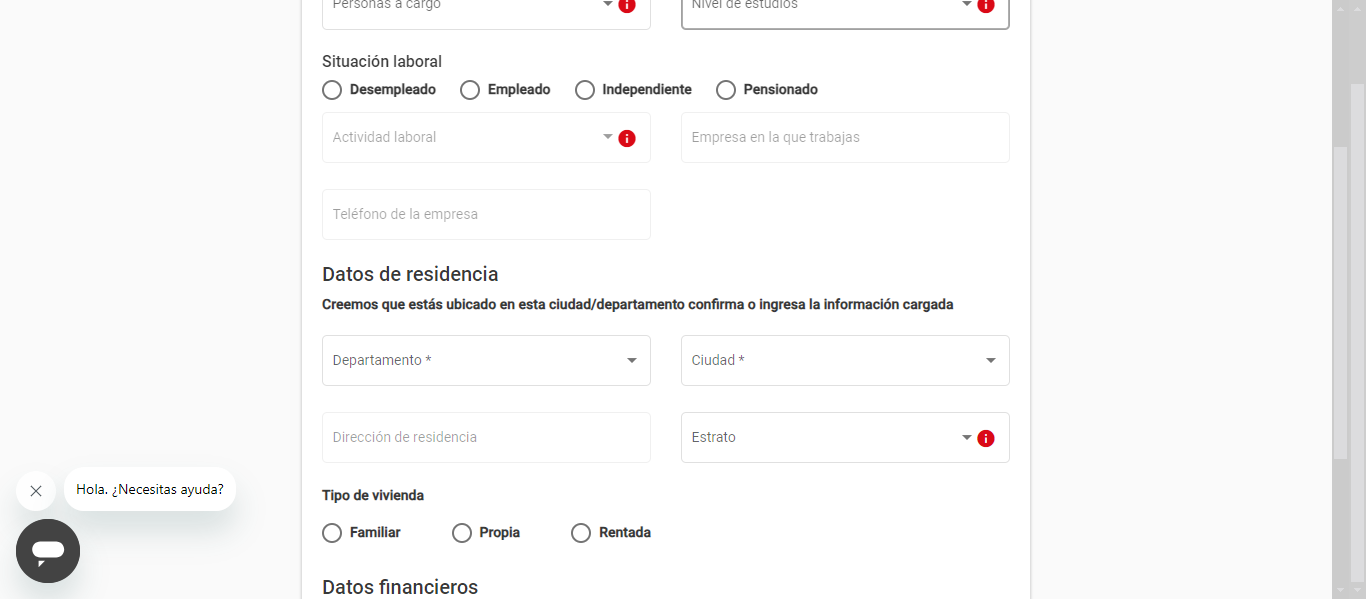 Personas a cargo
Nivel de estudios
Situación laboral
Desempleado Empleado Independiente Pensionado
Actividad laboral
Empresa en la que trabajas
Teléfono de la empresa
Datos de residencia
Creemos que estás ubicado en esta ciudad/departamento confirma o ingresa la información cargada
Departamento *
Ciudad *
Dirección de residencia
Estrato
Tipo de vivienda
Familiar Propia Rentada
Datos financieros
Hola. ¿Necesitas ayuda?